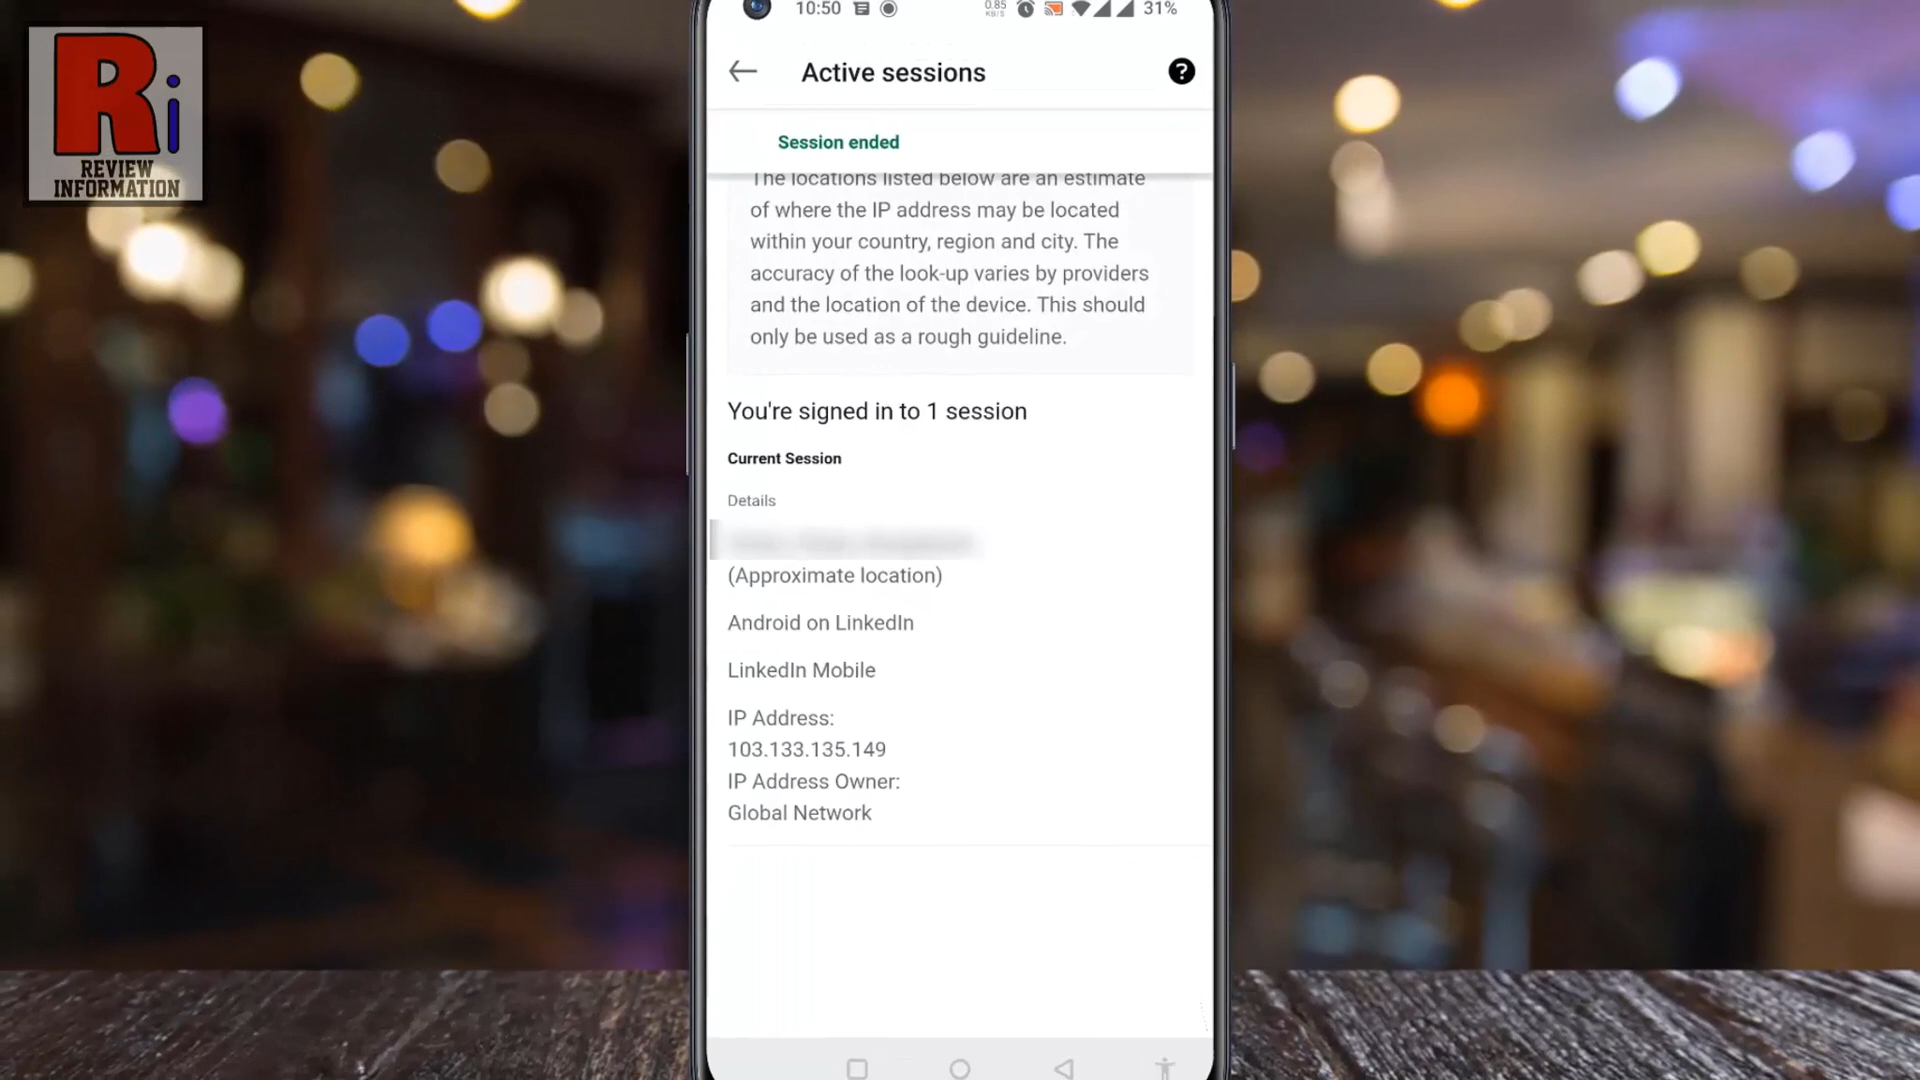 Ri
REVIEW
INFORMATION
10:50
0.85
KB/S
31%
Active sessions
?
Session ended
The locations listed below are an estimate
of where the IP address may be located
within your country, region and city. The
accuracy of the look-up varies by providers
and the location of the device. This should
only be used as a rough guideline.
You're signed in to 1 session
Current Session
Details
(Approximate location)
Android on LinkedIn
LinkedIn Mobile
IP Address:
103.133.135.149
IP Address Owner:
Global Network